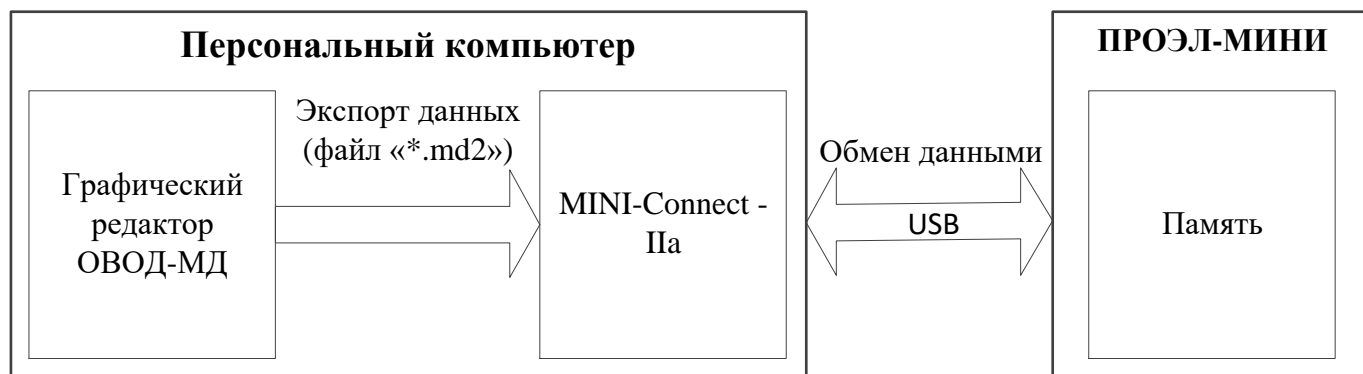 Персональный компьютер
ПРОЭЛ-МИНИ
Графический
редактор
ОВОД-МД
Экспорт данных
(файл «*.md2»)
MINI-Connect -
IIa
Обмен данными
USB
Память